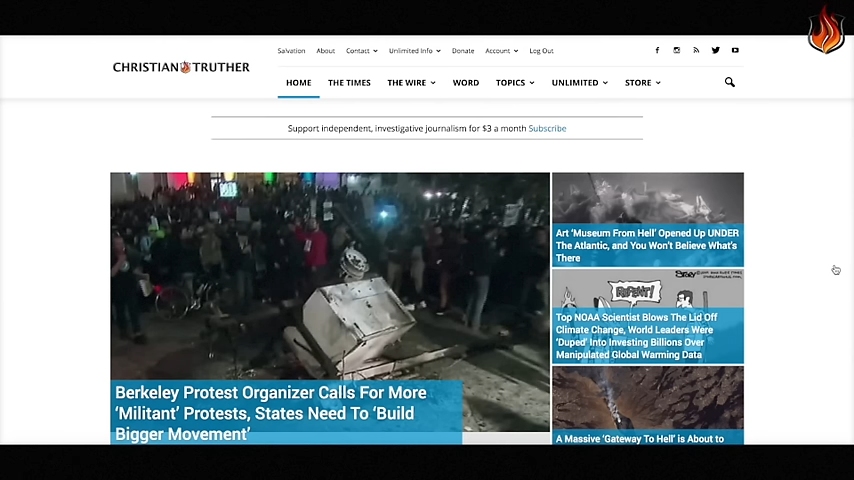 Salvation About Contact Unlimited Info Donate Account Log Out
CHRISTIAN TRUTHER
HOME THE TIMES THE WIRE WORD TOPICS UNLIMITED STORE
Support independent, investigative journalism for $3 a month Subscribe
Art 'Museum From Hell' Opened Up UNDER
The Atlantic, and You Won't Believe What's
There
REPENT!
Top NOAA Scientist Blows The Lid Off
Climate Change, World Leaders Were
'Duped' Into Investing Billions Over
Manipulated Global Warming Data
Berkeley Protest Organizer Calls For More
'Militant' Protests, States Need To 'Build
Bigger Movement'
A Massive 'Gateway To Hell' is About to